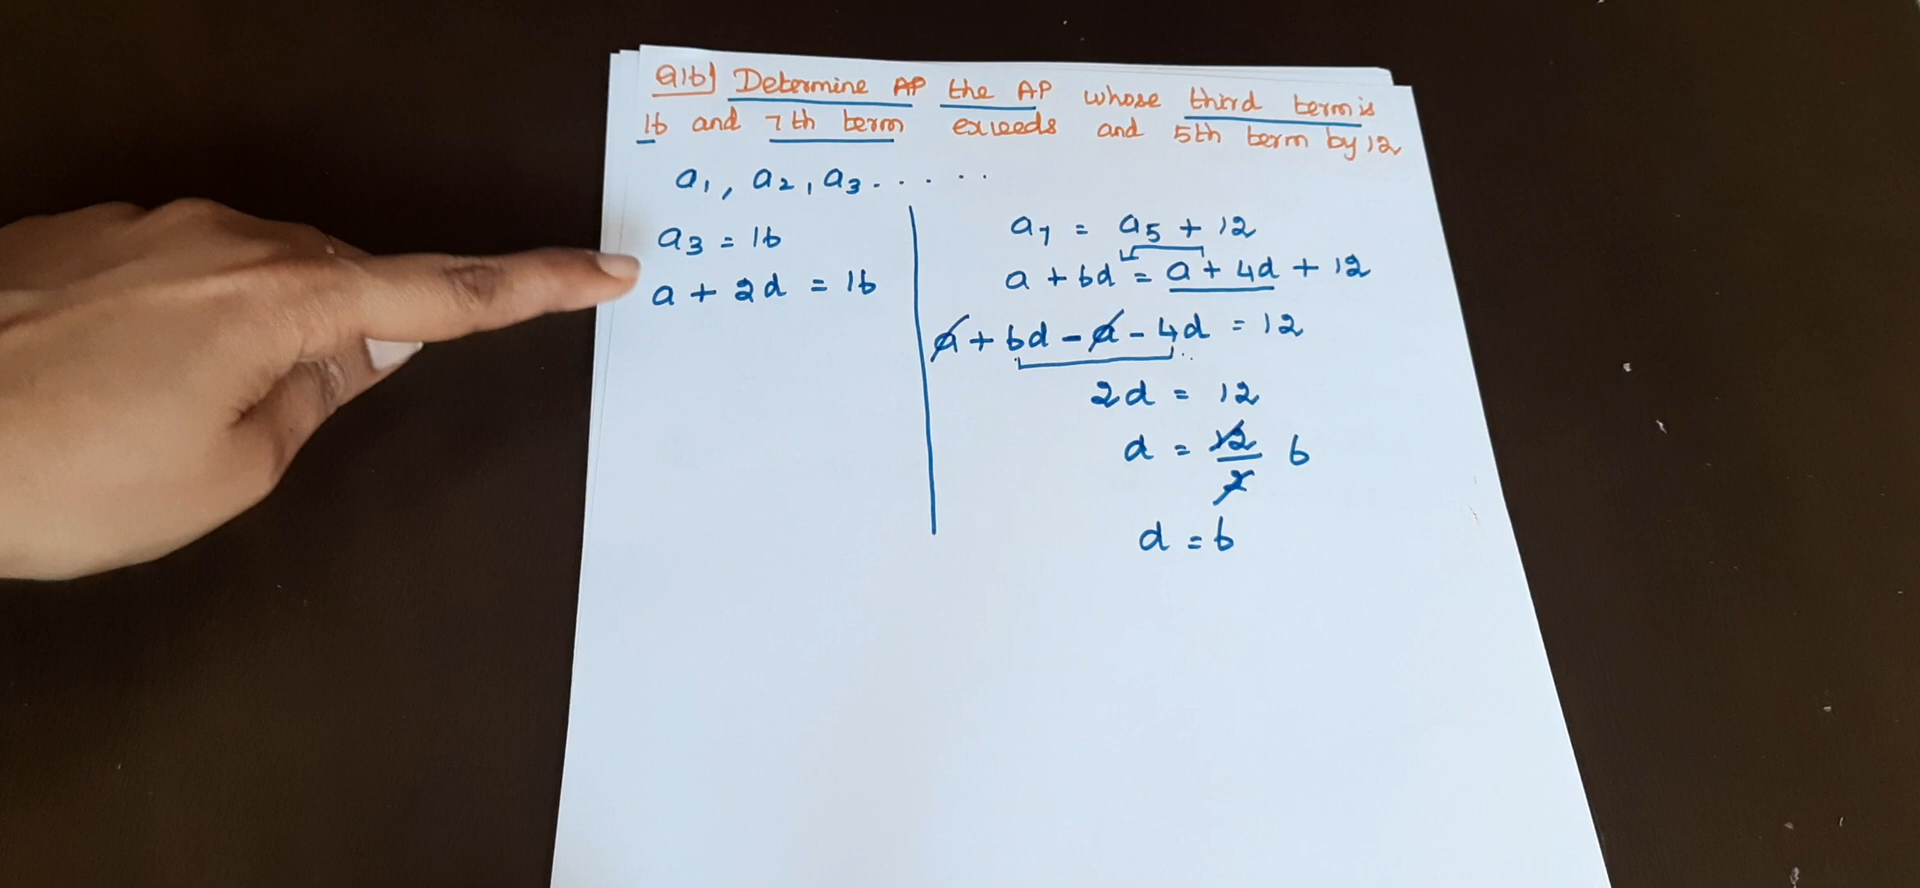 Q16) Determine AP the AP whose third term is
16 and 7th term exceeds and 5th term by 12
a1, a2, a3. . . . . .
a3 = 16
a + 2d = 16
a7 = a5 + 12
a + 6d = a + 4d + 12
a + 6d - a - 4d = 12
2d = 12
d = 12/2 6
d = 6